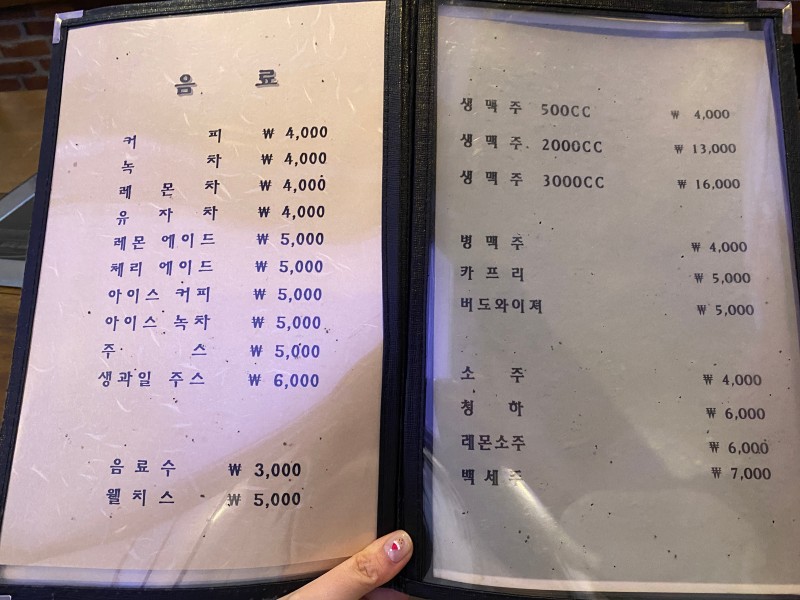 음 료
커 피 ₩ 4,000
녹 차 ₩ 4,000
레 몬 차 ₩ 4,000
유 자 차 ₩ 4,000
레몬 에이드 ₩ 5,000
체리 에이드 ₩ 5,000
아이스 커피 ₩ 5,000
아이스 녹차 ₩ 5,000
주 스 ₩ 5,000
생과일 주스 ₩ 6,000
음료수 ₩ 3,000
웰치스 ₩ 5,000
생 맥 주 500CC ₩ 4,000
생 맥 주 2000CC ₩ 13,000
생 맥 주 3000CC ₩ 16,000
병 맥 주 ₩ 4,000
카 프 리 ₩ 5,000
버드와이져 ₩ 5,000
소 주 ₩ 4,000
청 하 ₩ 6,000
레몬소주 ₩ 6,000
백 세 주 ₩ 7,000